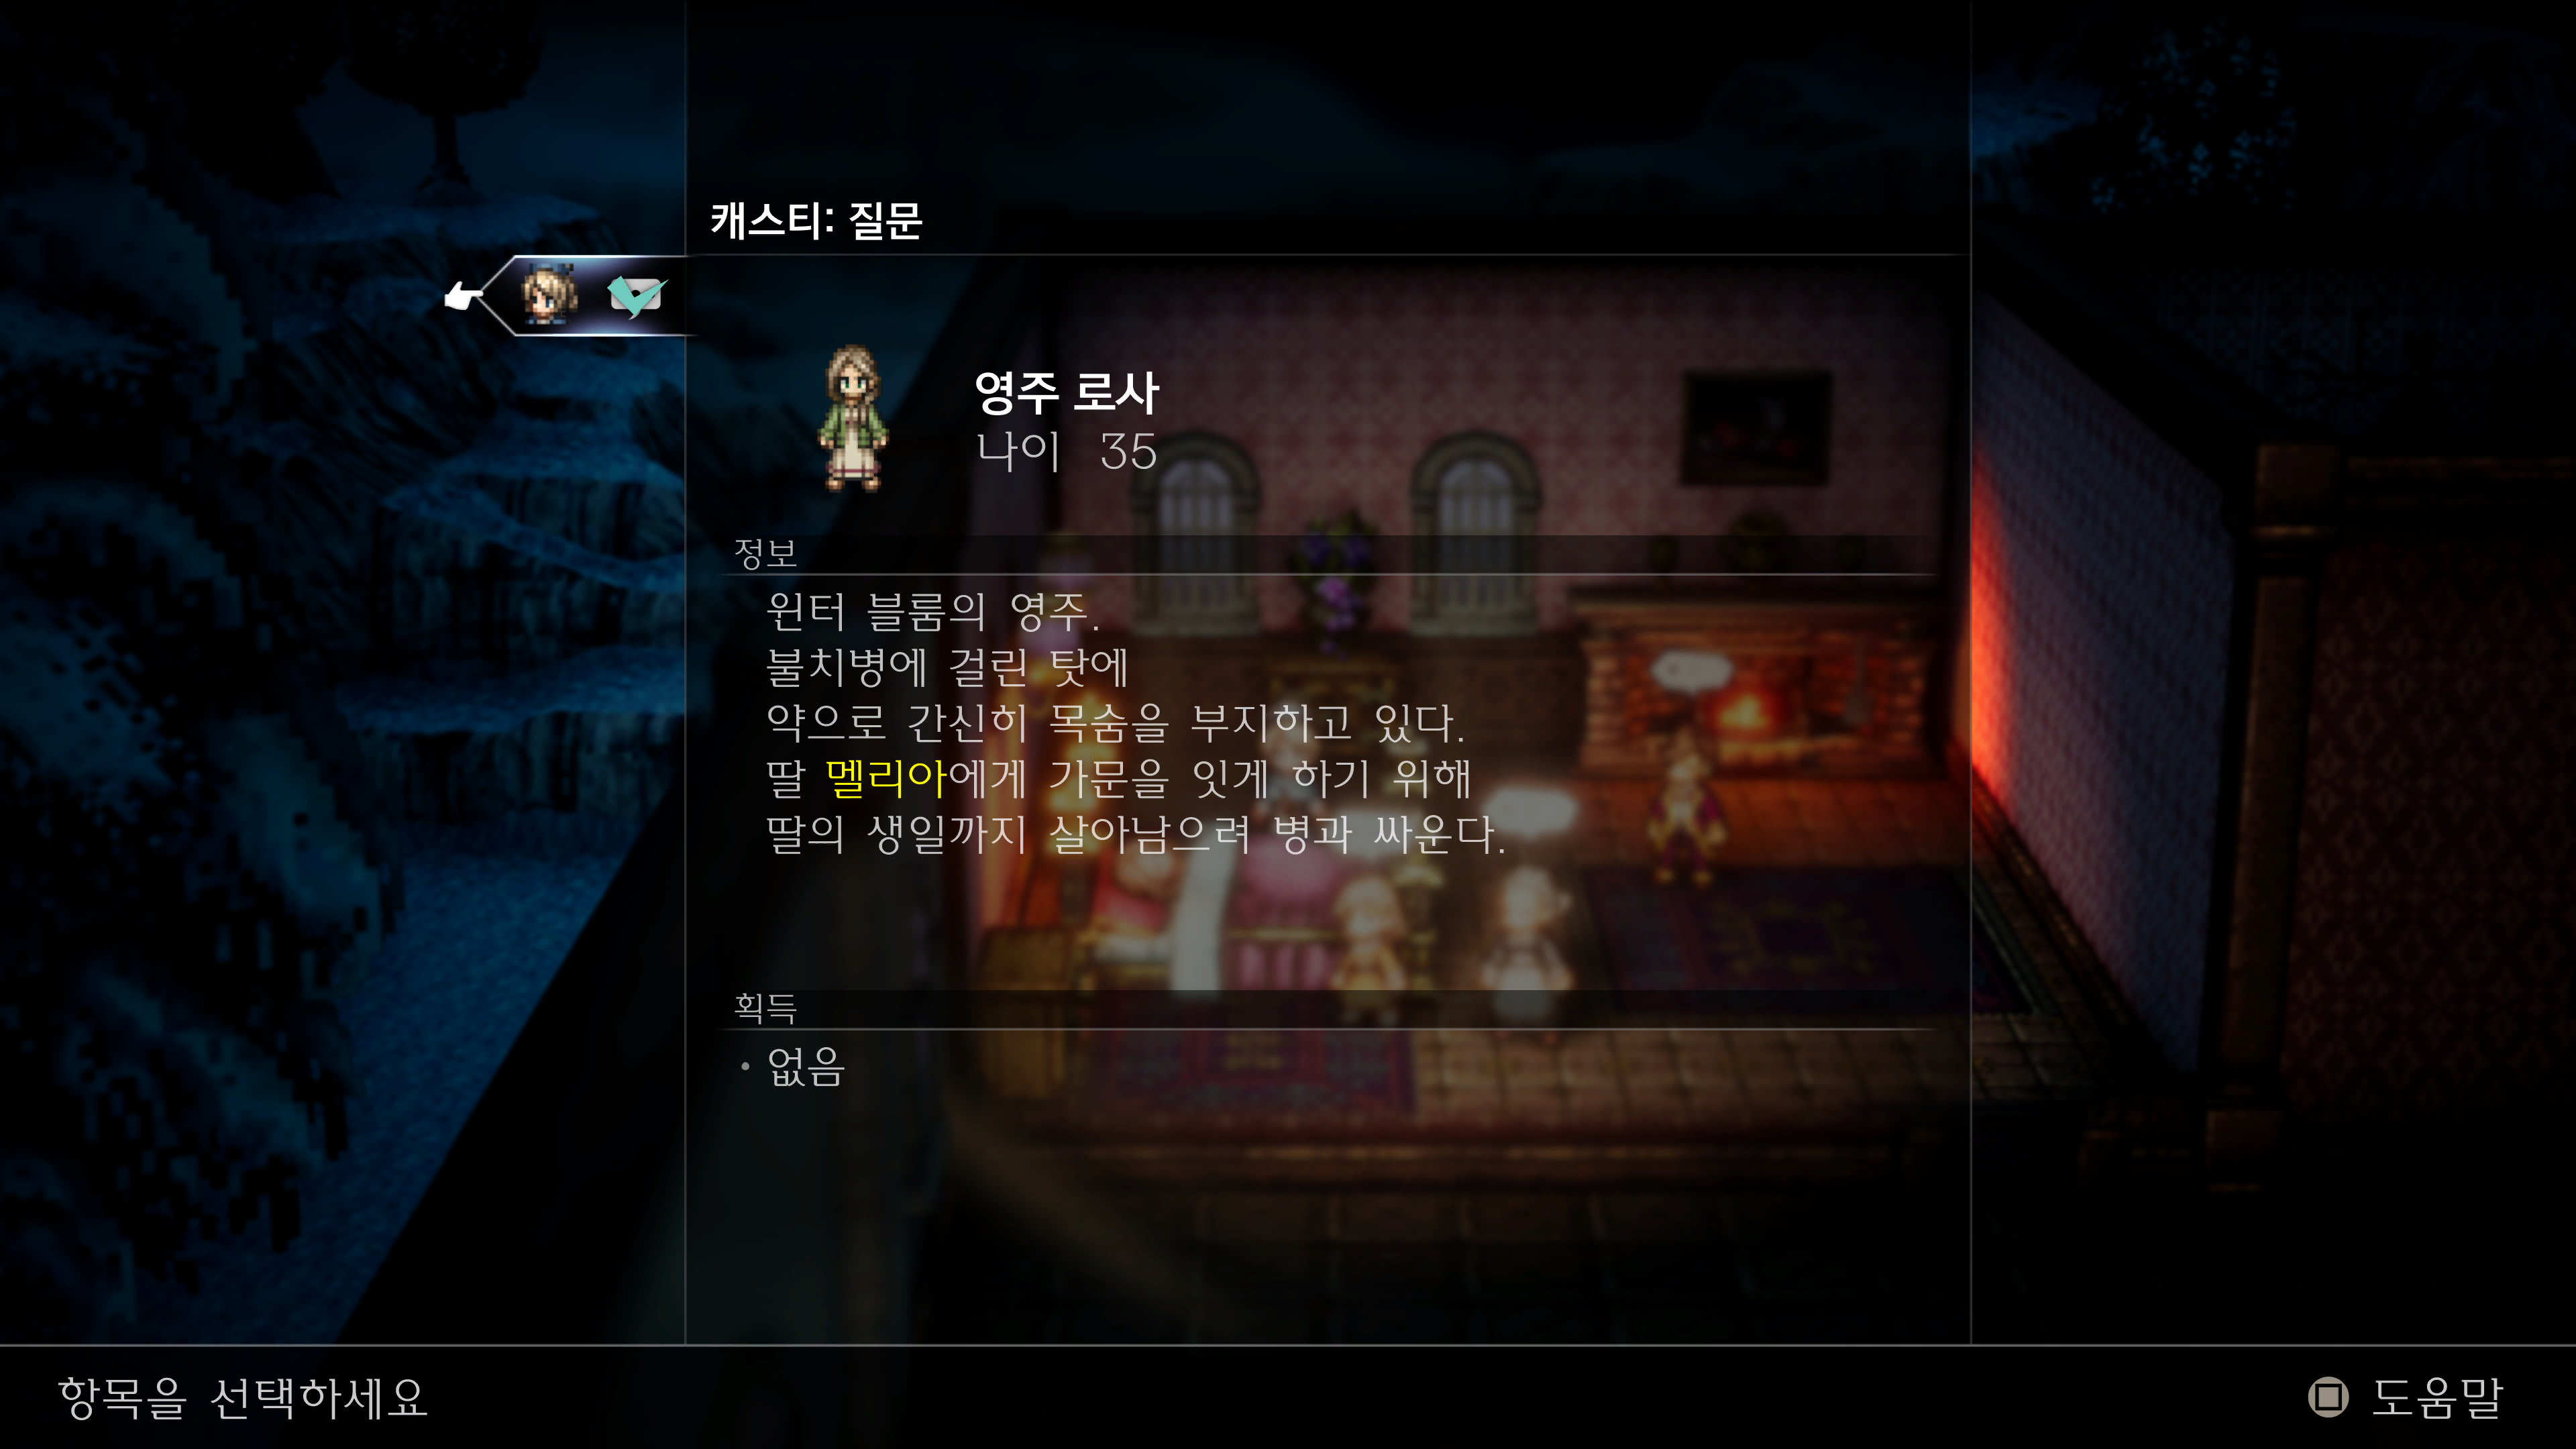 캐스티: 질문
영주 로사
나이 35
정보
윈터 블룸의 영주.
불치병에 걸린 탓에
약으로 간신히 목숨을 부지하고 있다.
딸 멜리아에게 가문을 잇게 하기 위해
딸의 생일까지 살아남으려 병과 싸운다.
획득
• 없음
항목을 선택하세요
도움말